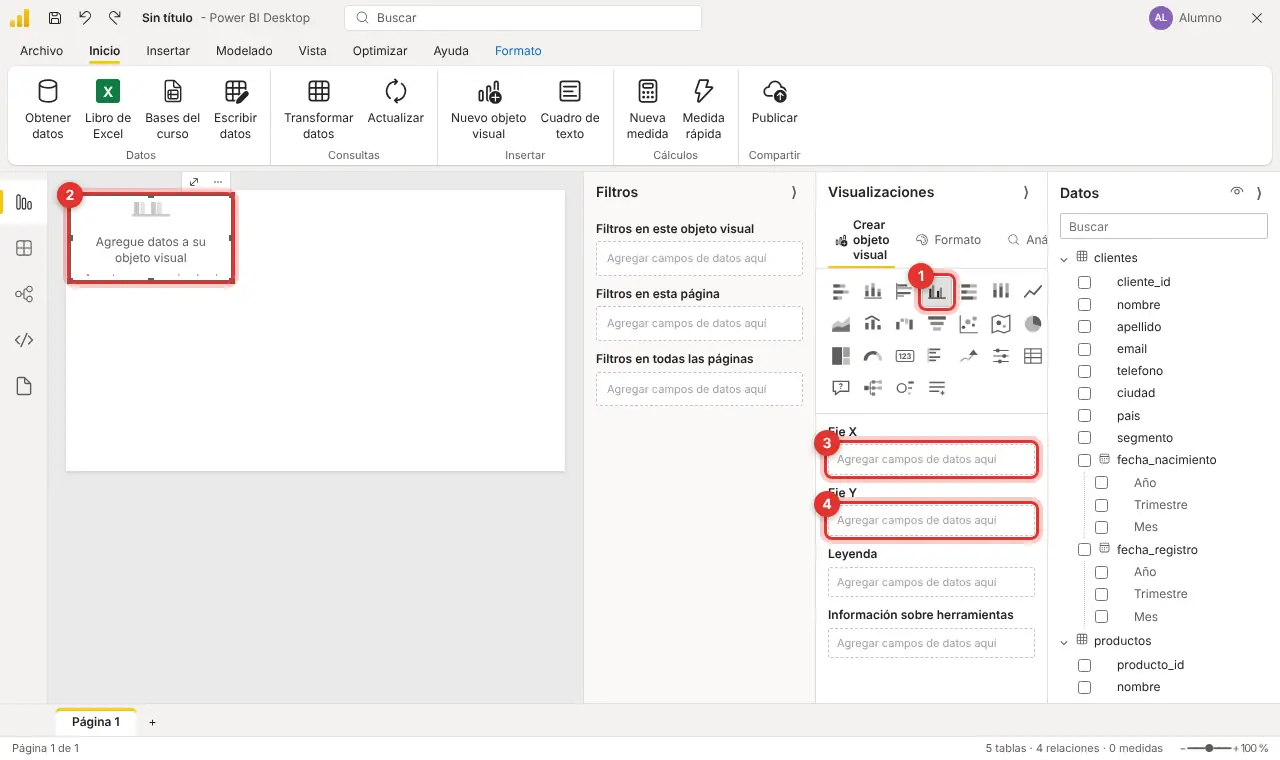 Sin título - Power BI Desktop
Buscar
AL Alumno
Archivo Inicio Insertar Modelado Vista Optimizar Ayuda Formato
Obtener datos
Libro de Excel
Bases del curso
Escribir datos
Datos
Transformar datos
Actualizar
Consultas
Nuevo objeto visual
Cuadro de texto
Insertar
Nueva medida
Medida rápida
Cálculos
Publicar
Compartir
2
Agregue datos a su
objeto visual
Filtros
Filtros en este objeto visual
Agregar campos de datos aquí
Filtros en esta página
Agregar campos de datos aquí
Filtros en todas las páginas
Agregar campos de datos aquí
Visualizaciones
Crear
objeto
visual
Formato
Aná
1
123
Eje X
3
Agregar campos de datos aquí
Eje Y
4
Agregar campos de datos aquí
Leyenda
Agregar campos de datos aquí
Información sobre herramientas
Agregar campos de datos aquí
Datos
Buscar
clientes
cliente_id
nombre
apellido
email
telefono
ciudad
pais
segmento
fecha_nacimiento
Año
Trimestre
Mes
fecha_registro
Año
Trimestre
Mes
productos
producto_id
nombre
Página 1 +
Página 1 de 1
5 tablas · 4 relaciones · 0 medidas
− + 100 %